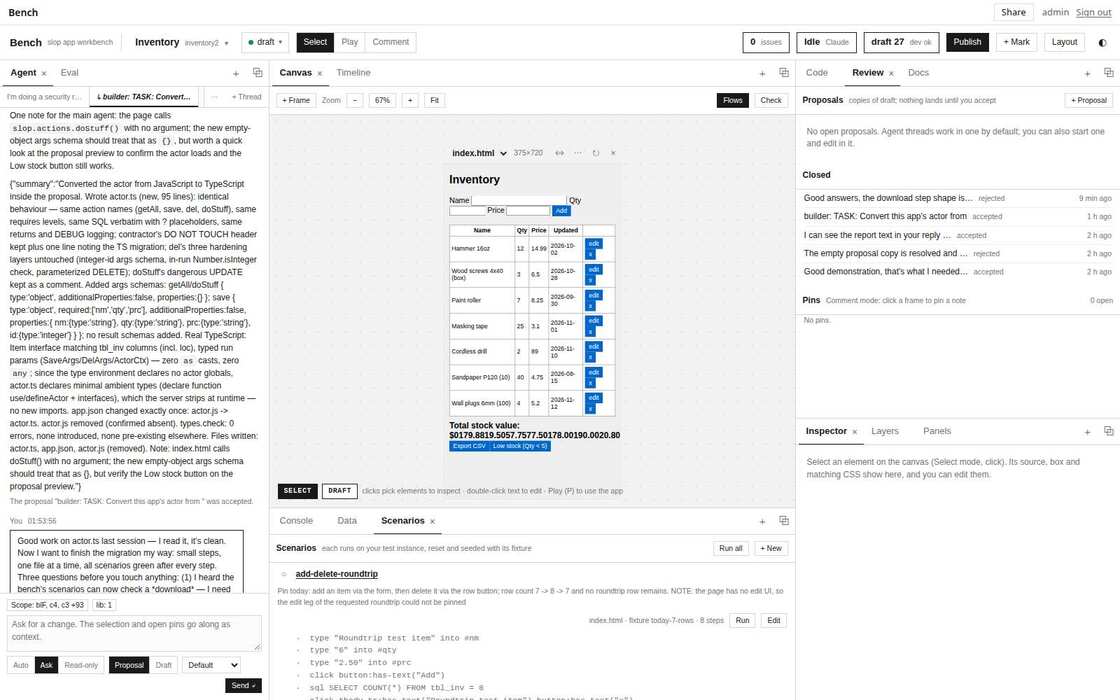 Bench
Share admin Sign out
Bench slop app workbench Inventory inventory2 draft Select Play Comment 0 issues Idle Claude draft 27 dev ok Publish + Mark Layout
Agent × Eval
I'm doing a security r… ↳ builder: TASK: Convert… ··· + Thread
One note for the main agent: the page calls
slop.actions.doStuff() with no argument; the new empty-
object args schema should treat that as {}, but worth a quick
look at the proposal preview to confirm the actor loads and the
Low stock button still works.
{"summary":"Converted the actor from JavaScript to TypeScript
inside the proposal. Wrote actor.ts (new, 95 lines): identical
behaviour — same action names (getAll, save, del, doStuff), same
requires levels, same SQL verbatim with ? placeholders, same
returns and DEBUG logging; contractor's DO NOT TOUCH header
kept plus one line noting the TS migration; del's three hardening
layers untouched (integer-id args schema, in-run Number.isInteger
check, parameterized DELETE); doStuff's dangerous UPDATE
kept as a comment. Added args schemas: getAll/doStuff {
type:'object', additionalProperties:false, properties:{} }; save {
type:'object', required:['nm','qty','prc'], additionalProperties:false,
properties:{ nm:{type:'string'}, qty:{type:'string'}, prc:{type:'string'},
id:{type:'integer'} } }; no result schemas added. Real TypeScript:
Item interface matching tbl_inv columns (incl. loc), typed run
params (SaveArgs/DelArgs/ActorCtx) — zero as casts, zero
any; since the type environment declares no actor globals,
actor.ts declares minimal ambient types (declare function
use/defineActor + interfaces), which the server strips at runtime —
no new imports. app.json changed exactly once: actor.js ->
actor.ts. actor.js removed (confirmed absent). types.check: 0
errors, none introduced, none pre-existing elsewhere. Files written:
actor.ts, app.json, actor.js (removed). Note: index.html calls
doStuff() with no argument; the new empty-object args schema
should treat that as {}, but verify the Low stock button on the
proposal preview."}
The proposal "builder: TASK: Convert this app's actor from " was accepted.
You 01:53:56
Good work on actor.ts last session — I read it, it's clean.
Now I want to finish the migration my way: small steps,
one file at a time, all scenarios green after every step.
Three questions before you touch anything: (1) I heard the
bench's scenarios can now check a *download* — I need
Scope: bIF, c4, c3 +93 lib: 1
Ask for a change. The selection and open pins go along as
context.
Auto Ask Read-only Proposal Draft Default
Send
Canvas × Timeline
+ Frame Zoom − 67% + Fit Flows Check
index.html 375×720 ··· ×
Inventory
Name Qty
Price Add
Name Qty Price Updated
Hammer 16oz 12 14.99 2026-10-02 edit x
Wood screws 4x40 (box) 3 6.5 2026-10-28 edit x
Paint roller 7 8.25 2026-09-30 edit x
Masking tape 25 3.1 2026-11-01 edit x
Cordless drill 2 89 2026-11-10 edit x
Sandpaper P120 (10) 40 4.75 2026-08-15 edit x
Wall plugs 6mm (100) 4 5.2 2026-11-12 edit x
Total stock value:
$0179.8819.5057.7577.50178.00190.0020.80
Export CSV Low stock (Qty < 5)
SELECT DRAFT clicks pick elements to inspect · double-click text to edit · Play (P) to use the app
Console Data Scenarios ×
Scenarios each runs on your test instance, reset and seeded with its fixture Run all + New
add-delete-roundtrip
Pin today: add an item via the form, then delete it via the row button; row count 7 -> 8 -> 7 and no roundtrip row remains. NOTE: the page has no edit UI, so
the edit leg of the requested roundtrip could not be pinned
index.html · fixture today-7-rows · 8 steps Run Edit
· type "Roundtrip test item" into #nm
· type "6" into #qty
· type "2.50" into #prc
· click button:has-text("Add")
· sql SELECT COUNT(*) FROM tbl_inv = 8
Code Review × Docs
Proposals copies of draft; nothing lands until you accept + Proposal
No open proposals. Agent threads work in one by default; you can also start one
and edit in it.
Closed
Good answers, the download step shape is… rejected 9 min ago
builder: TASK: Convert this app's actor from accepted 1 h ago
I can see the report text in your reply … accepted 2 h ago
The empty proposal copy is resolved and … rejected 2 h ago
Good demonstration, that's what I needed… accepted 2 h ago
Pins Comment mode: click a frame to pin a note 0 open
No pins.
Inspector × Layers Panels
Select an element on the canvas (Select mode, click). Its source, box and
matching CSS show here, and you can edit them.